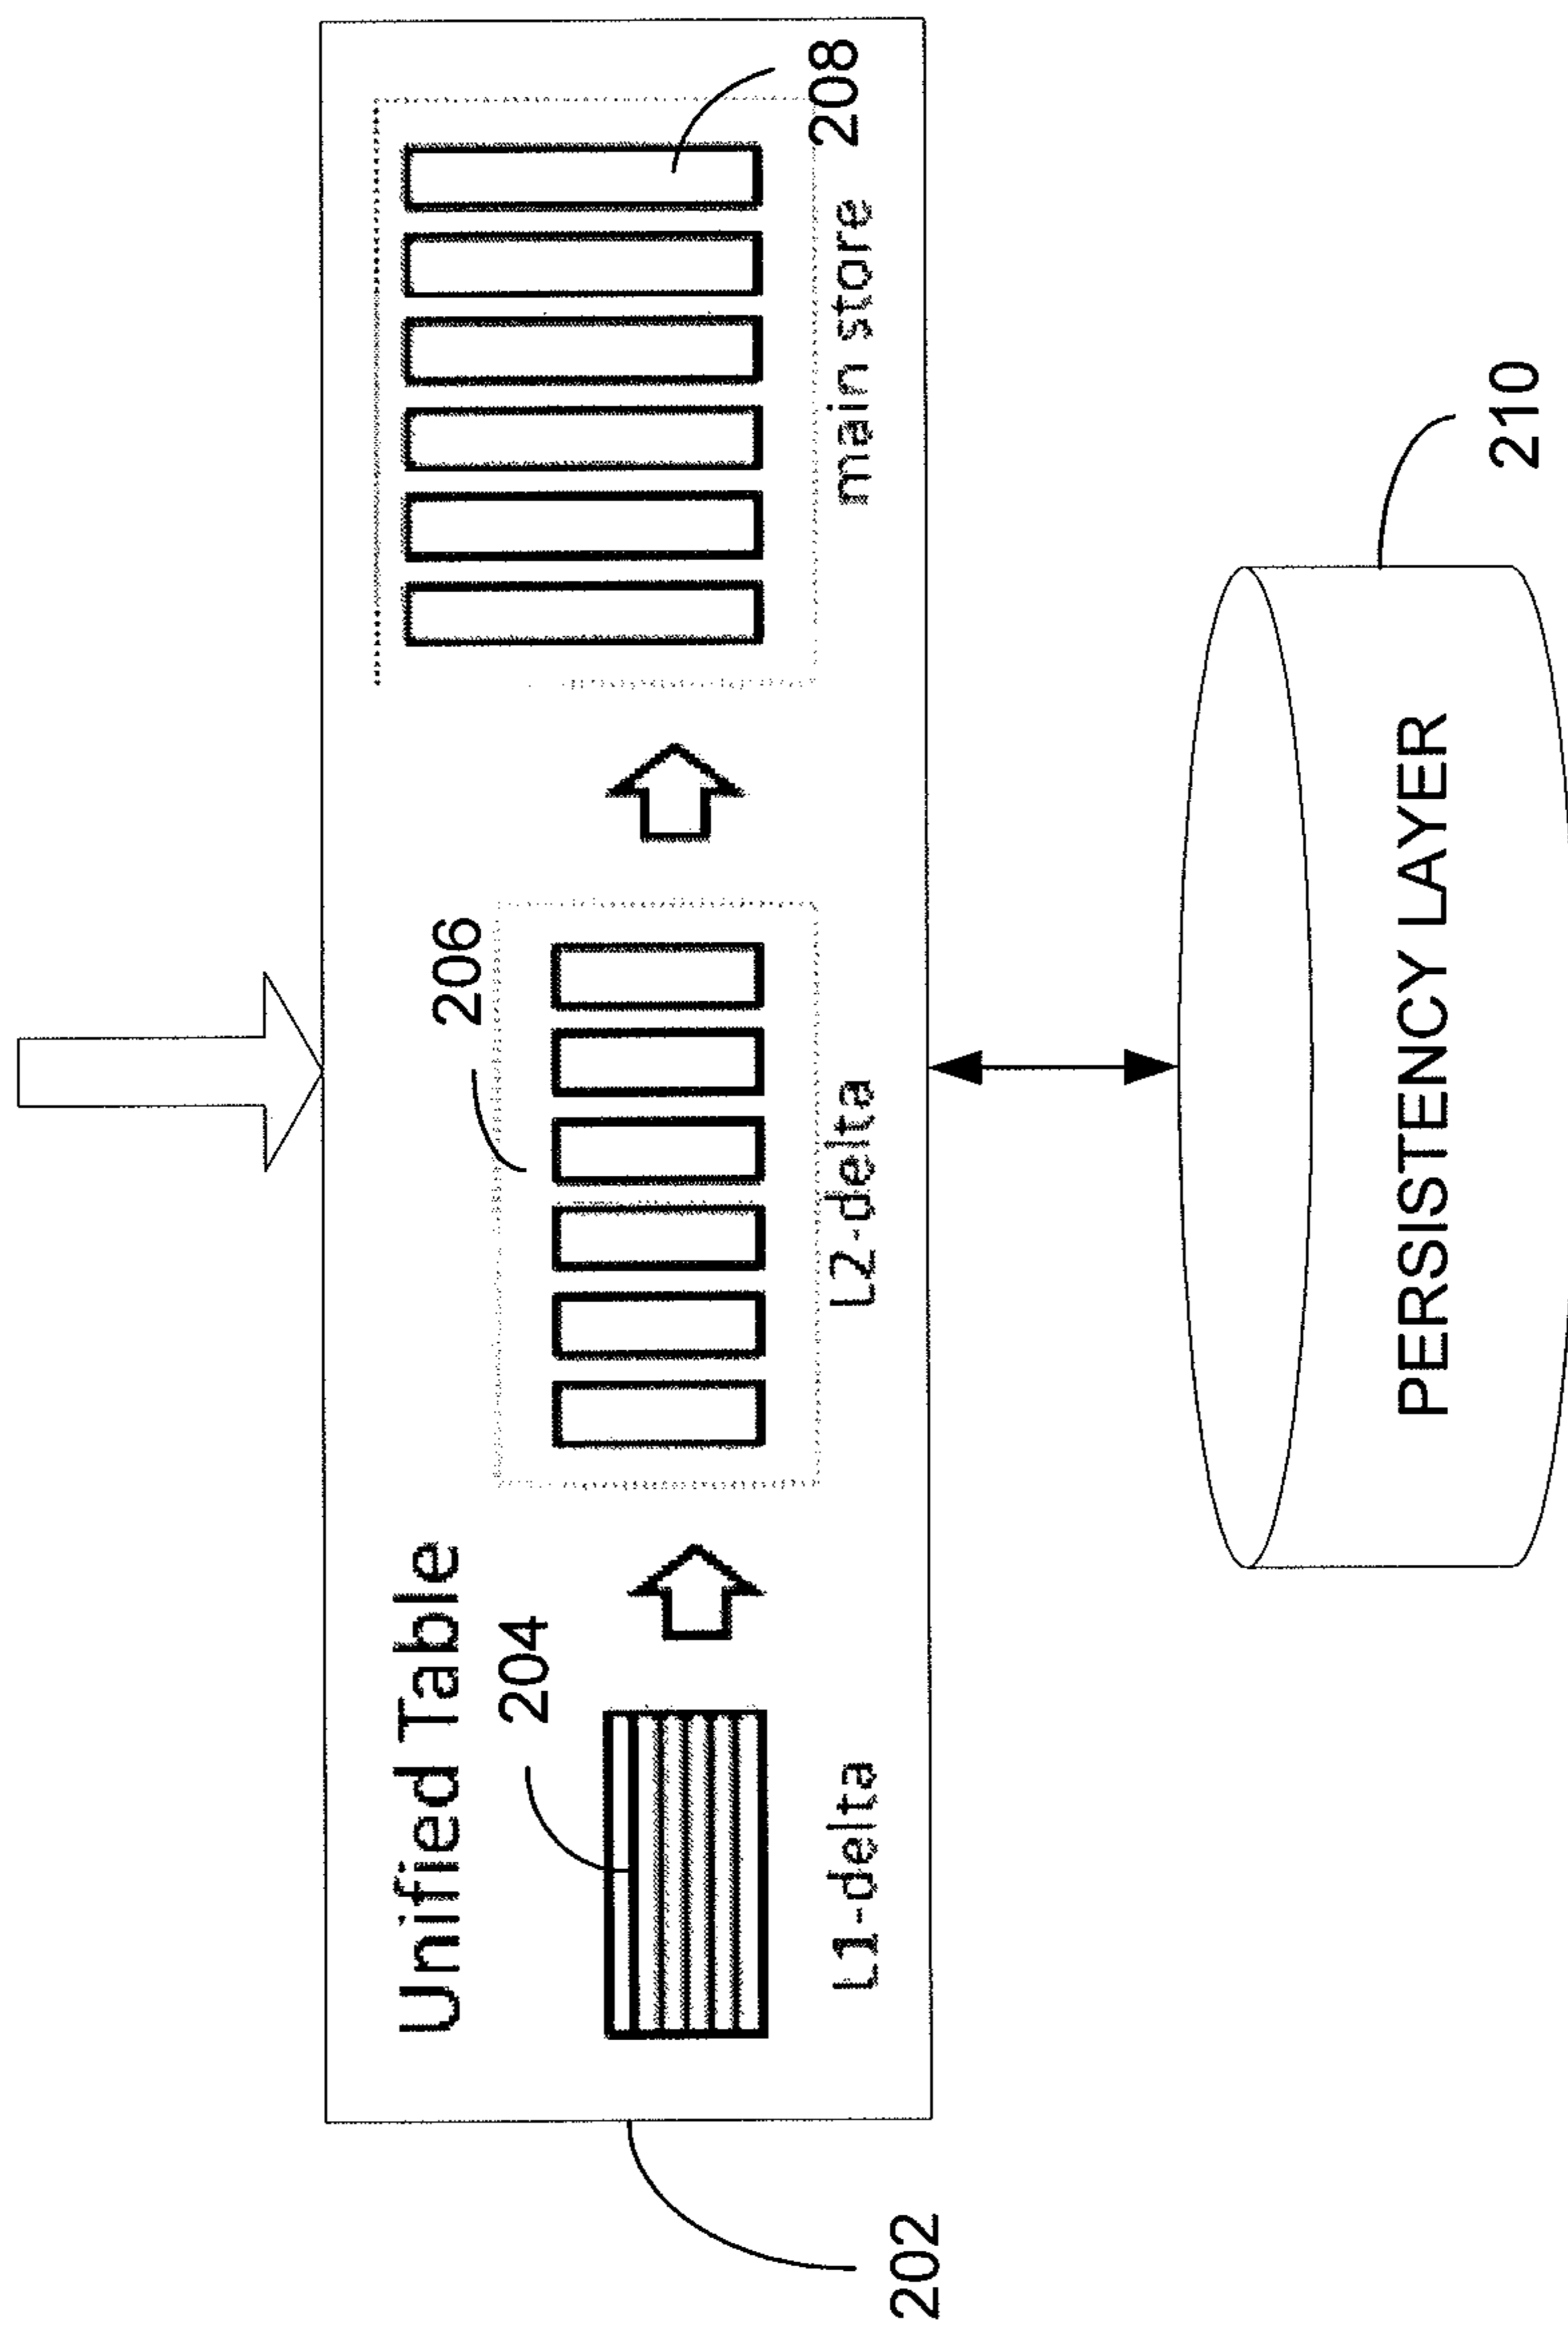 Unified Table
202
204
206
208
L1-delta
L2-delta
main store
PERSISTENCY LAYER
210